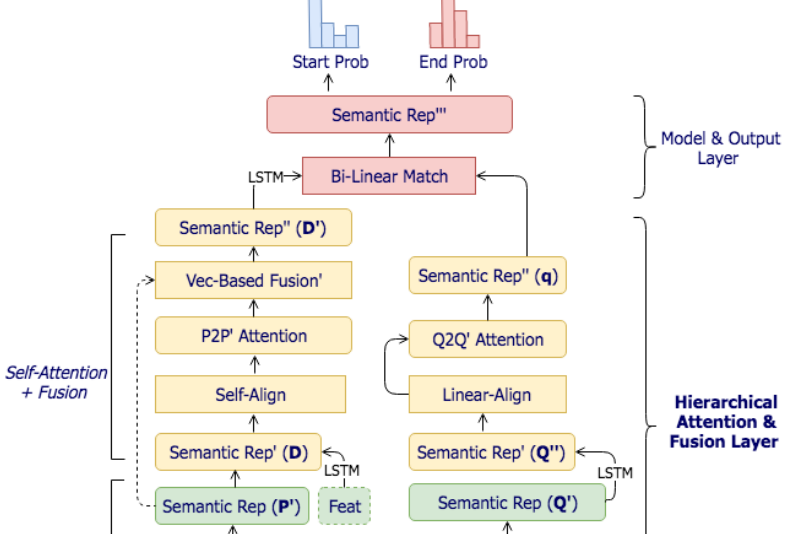 Start Prob
End Prob
Semantic Rep'''
Model & Output
Layer
LSTM
Bi-Linear Match
Semantic Rep'' (D')
Vec-Based Fusion'
Semantic Rep'' (q)
P2P' Attention
Q2Q' Attention
Self-Attention
+ Fusion
Self-Align
Linear-Align
Hierarchical
Attention &
Fusion Layer
Semantic Rep' (D)
Semantic Rep' (Q'')
LSTM
LSTM
Semantic Rep (P')
Feat
Semantic Rep (Q')